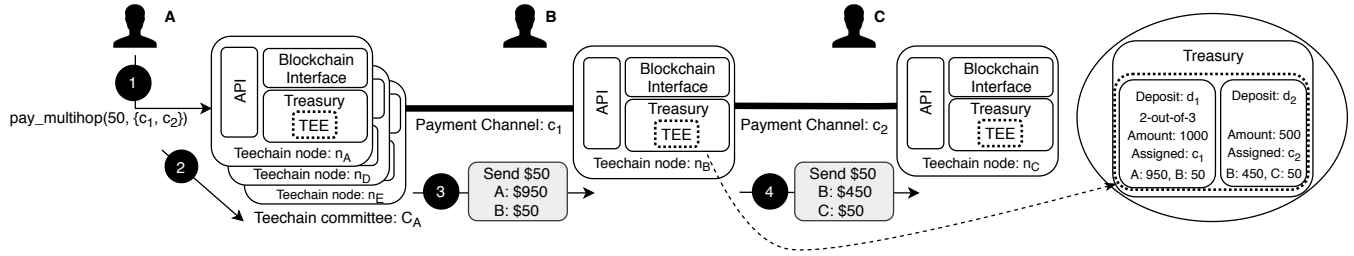 A
B
C
1
pay_multihop(50, {c1, c2})
2
API
Blockchain
Interface
Treasury
TEE
Teechain node: nA
Teechain node: nD
Teechain node: nE
Teechain committee: CA
Payment Channel: c1
3
Send $50
A: $950
B: $50
API
Blockchain
Interface
Treasury
TEE
Teechain node: nB
Payment Channel: c2
4
Send $50
B: $450
C: $50
API
Blockchain
Interface
Treasury
TEE
Teechain node: nC
Treasury
Deposit: d1
2-out-of-3
Amount: 1000
Assigned: c1
A: 950, B: 50
Deposit: d2
Amount: 500
Assigned: c2
B: 450, C: 50